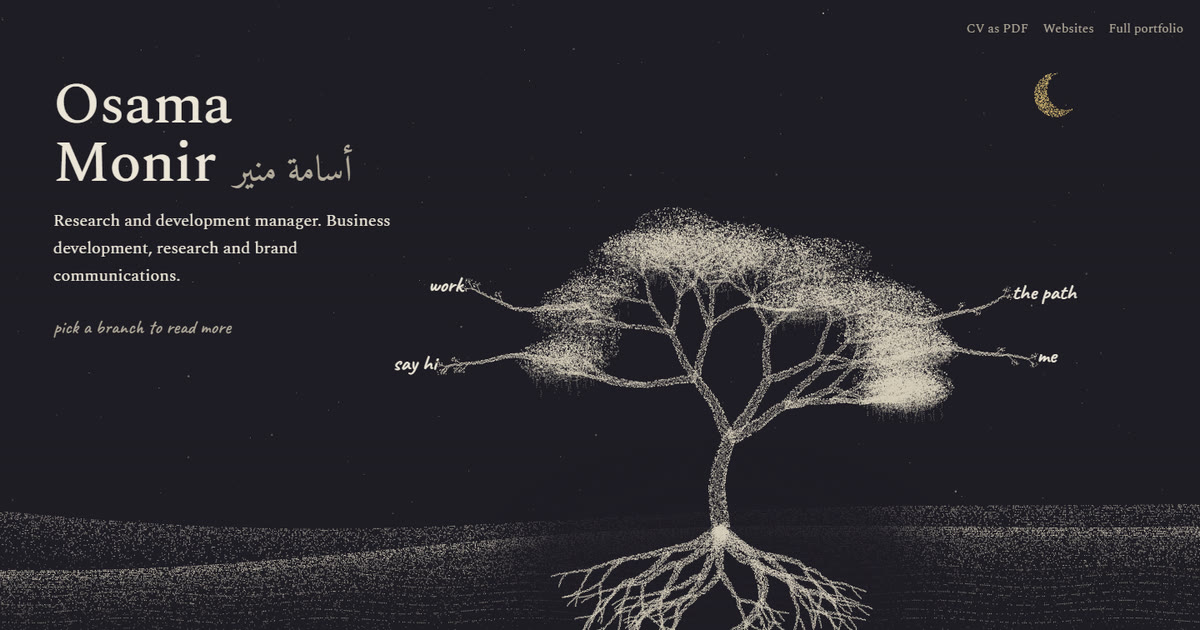 CV as PDF Websites Full portfolio
Osama
Monir أسامة منير
Research and development manager. Business
development, research and brand
communications.
pick a branch to read more
work
the path
say hi
me